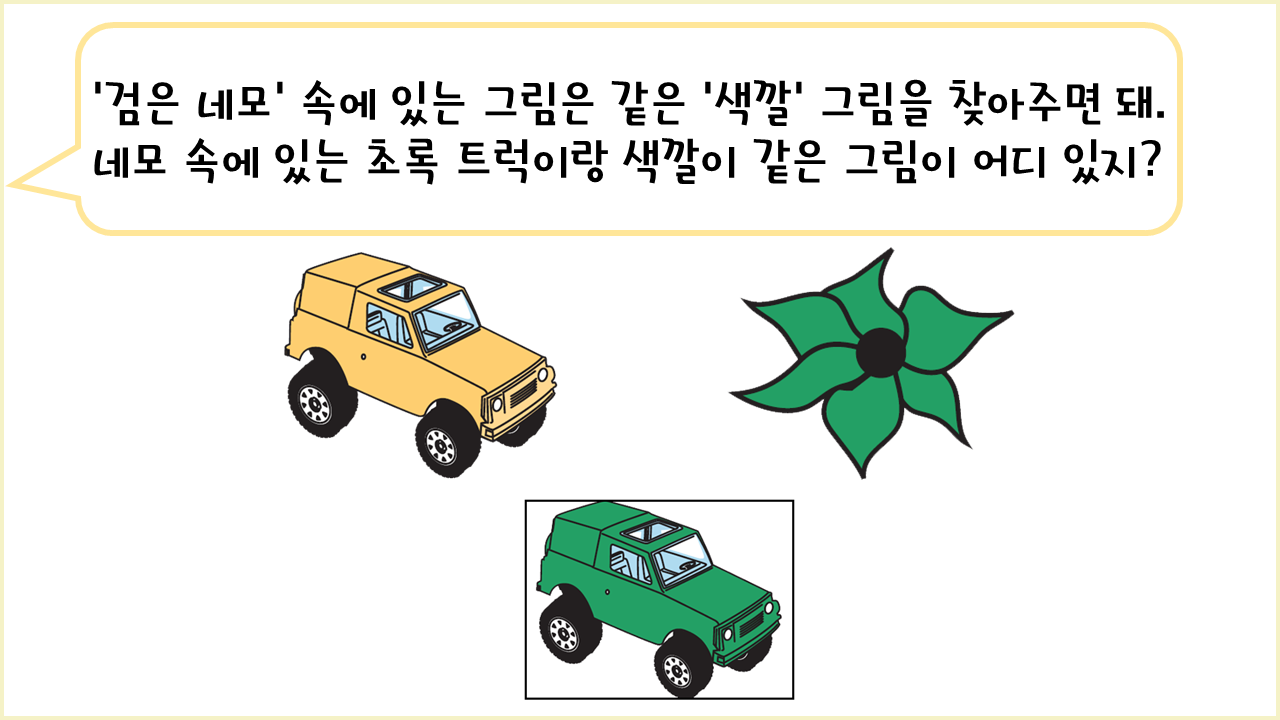 '검은 네모' 속에 있는 그림은 같은 '색깔' 그림을 찾아주면 돼.
네모 속에 있는 초록 트럭이랑 색깔이 같은 그림이 어디 있지?